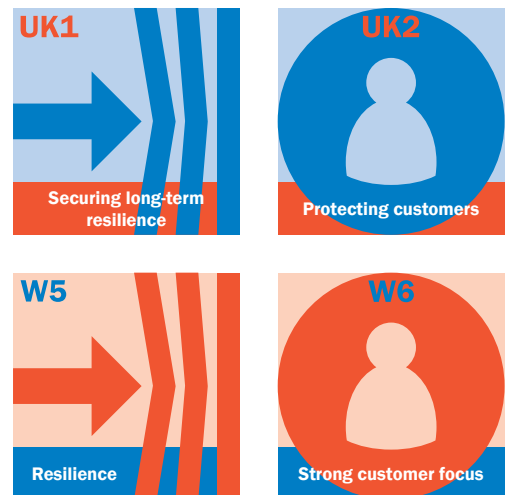 UK1
Securing long-term
resilience
UK2
Protecting customers
W5
Resilience
W6
Strong customer focus